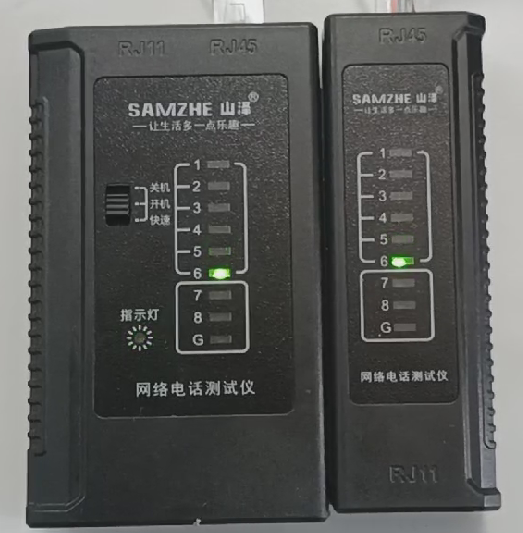 RJ11 RJ45
SAMZHE 山泽®
—让生活多一点乐趣—
关机
开机
快速
1
2
3
4
5
6
7
8
G
指示灯
网络电话测试仪
RJ45
SAMZHE 山泽®
—让生活多一点乐趣—
1
2
3
4
5
6
7
8
G
网络电话测试仪
RJ11